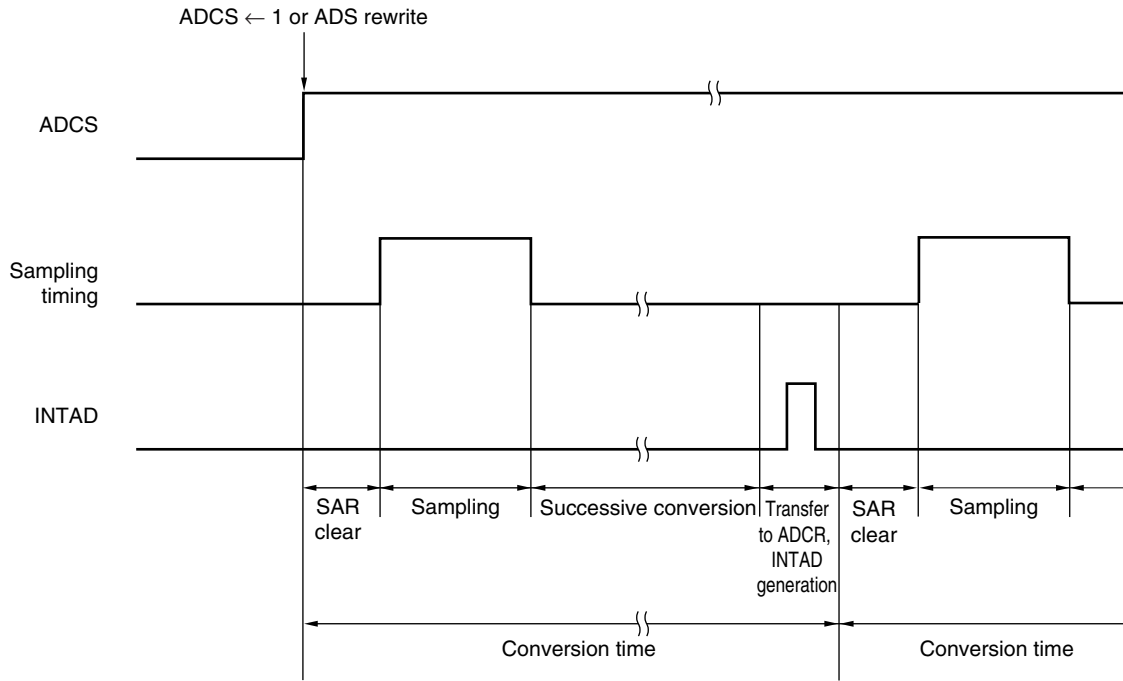 ADCS ← 1 or ADS rewrite
ADCS
Sampling
timing
INTAD
SAR
clear
Sampling
Successive conversion
Transfer
to ADCR,
INTAD
generation
SAR
clear
Sampling
Conversion time
Conversion time